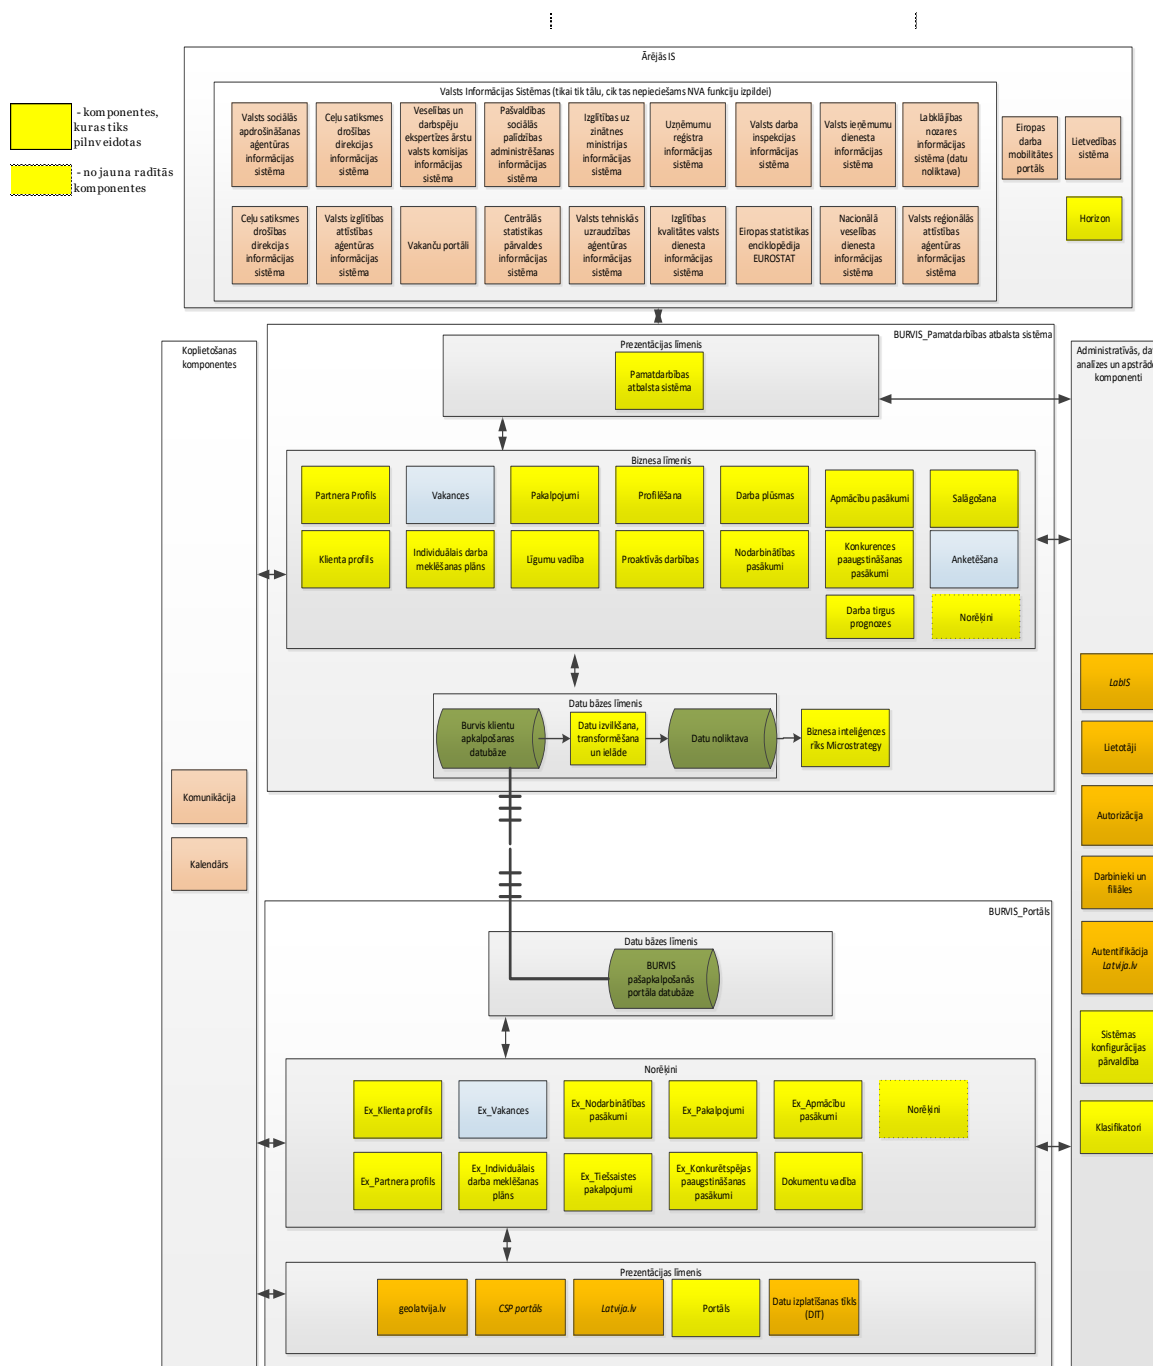 Ārējās IS
- komponentes,
kuras tiks
pilnveidotas
- no jauna radītās
komponentes
Valsts Informācijas Sistēmas (tikai tik tālu, cik tas nepieciešams NVA funkciju izpildei)
Valsts sociālās
apdrošināšanas
aģentūras
informācijas
sistēma
Ceļu satiksmes
drošības
direkcijas
informācijas
sistēma
Veselības un
darbspēju
ekspertīzes ārstu
valsts komisijas
informācijas
sistēma
Pašvaldības
sociālās
palīdzības
administrēšanas
informācijas
sistēma
Izglītības uz
zinātnes
ministrijas
informācijas
sistēma
Uzņēmumu
reģistra
informācijas
sistēma
Valsts darba
inspekcijas
informācijas
sistēma
Valsts ieņēmumu
dienesta
informācijas
sistēma
Labklājības
nozares
informācijas
sistēma (datu
noliktava)
Eiropas
darba
mobilitātes
portāls
Lietvedības
sistēma
Ceļu satiksmes
drošības
direkcijas
informācijas
sistēma
Valsts izglītības
attīstības
aģentūras
informācijas
sistēma
Vakanču portāli
Centrālās
statistikas
pārvaldes
informācijas
sistēma
Valsts tehniskās
uzraudzības
aģentūras
informācijas
sistēma
Izglītības
kvalitātes valsts
dienesta
informācijas
sistēma
Eiropas statistikas
enciklopēdija
EUROSTAT
Nacionālā
veselības
dienesta
informācijas
sistēma
Valsts reģionālās
attīstības
aģentūras
informācijas
sistēma
Horizon
Koplietošanas
komponentes
BURVIS_Pamatdarbības atbalsta sistēma
Prezentācijas līmenis
Pamatdarbības
atbalsta sistēma
Administratīvās, dat
analīzes un apstrāde
komponenti
Biznesa līmenis
Partnera Profils
Vakances
Pakalpojumi
Profilēšana
Darba plūsmas
Apmācību pasākumi
Salāgošana
Klienta profils
Individuālais darba
meklēšanas plāns
Līgumu vadība
Proaktīvās darbības
Nodarbinātības
pasākumi
Konkurences
paaugstināšanas
pasākumi
Anketēšana
Darba tirgus
prognozes
Norēķini
Datu bāzes līmenis
Burvis klientu
apkalpošanas
datubāze
Datu izvilkšana,
transformēšana
un ielāde
Datu noliktava
Biznesa inteliģences
rīks Microstrategy
LabIS
Lietotāji
Autorizācija
Darbinieki un
filiāles
Autentifikācija
Latvija.lv
Sistēmas
konfigurācijas
pārvaldība
Klasifikatori
Komunikācija
Kalendārs
BURVIS_Portāls
Datu bāzes līmenis
BURVIS
pašapkalpošanās
portāla datubāze
Norēķini
Ex_Klienta profils
Ex_Vakances
Ex_Nodarbinātības
pasākumi
Ex_Pakalpojumi
Ex_Apmācību
pasākumi
Norēķini
Ex_Partnera profils
Ex_Individuālais
darba meklēšanas
plāns
Ex_Tiešsaistes
pakalpojumi
Ex_Konkurētspējas
paaugstināšanas
pasākumi
Dokumentu vadība
Prezentācijas līmenis
geolatvija.lv
CSP portāls
Latvija.lv
Portāls
Datu izplatīšanas tīkls
(DIT)